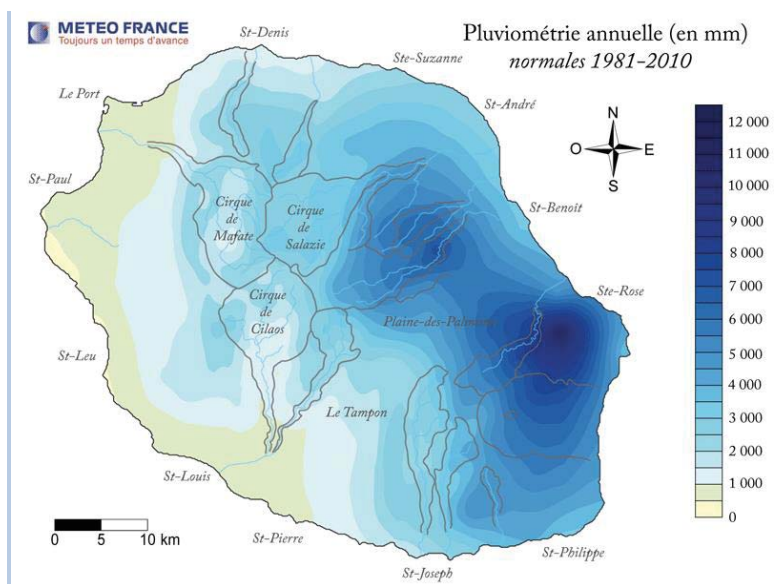 METEO FRANCE
Toujours un temps d'avance
Pluviométrie annuelle (en mm)
normales 1981-2010
St-Denis
Ste-Suzanne
Le Port
St-André
N
O
E
S
St-Paul
Cirque
de
Mafate
Cirque
de
Salazie
St-Benoît
Cirque
de
Cilaos
Ste-Rose
Plaine-des-Palmistes
St-Leu
Le Tampon
St-Louis
St-Pierre
St-Philippe
St-Joseph
0
5
10 km
12 000
11 000
10 000
9 000
8 000
7 000
6 000
5 000
4 000
3 000
2 000
1 000
0